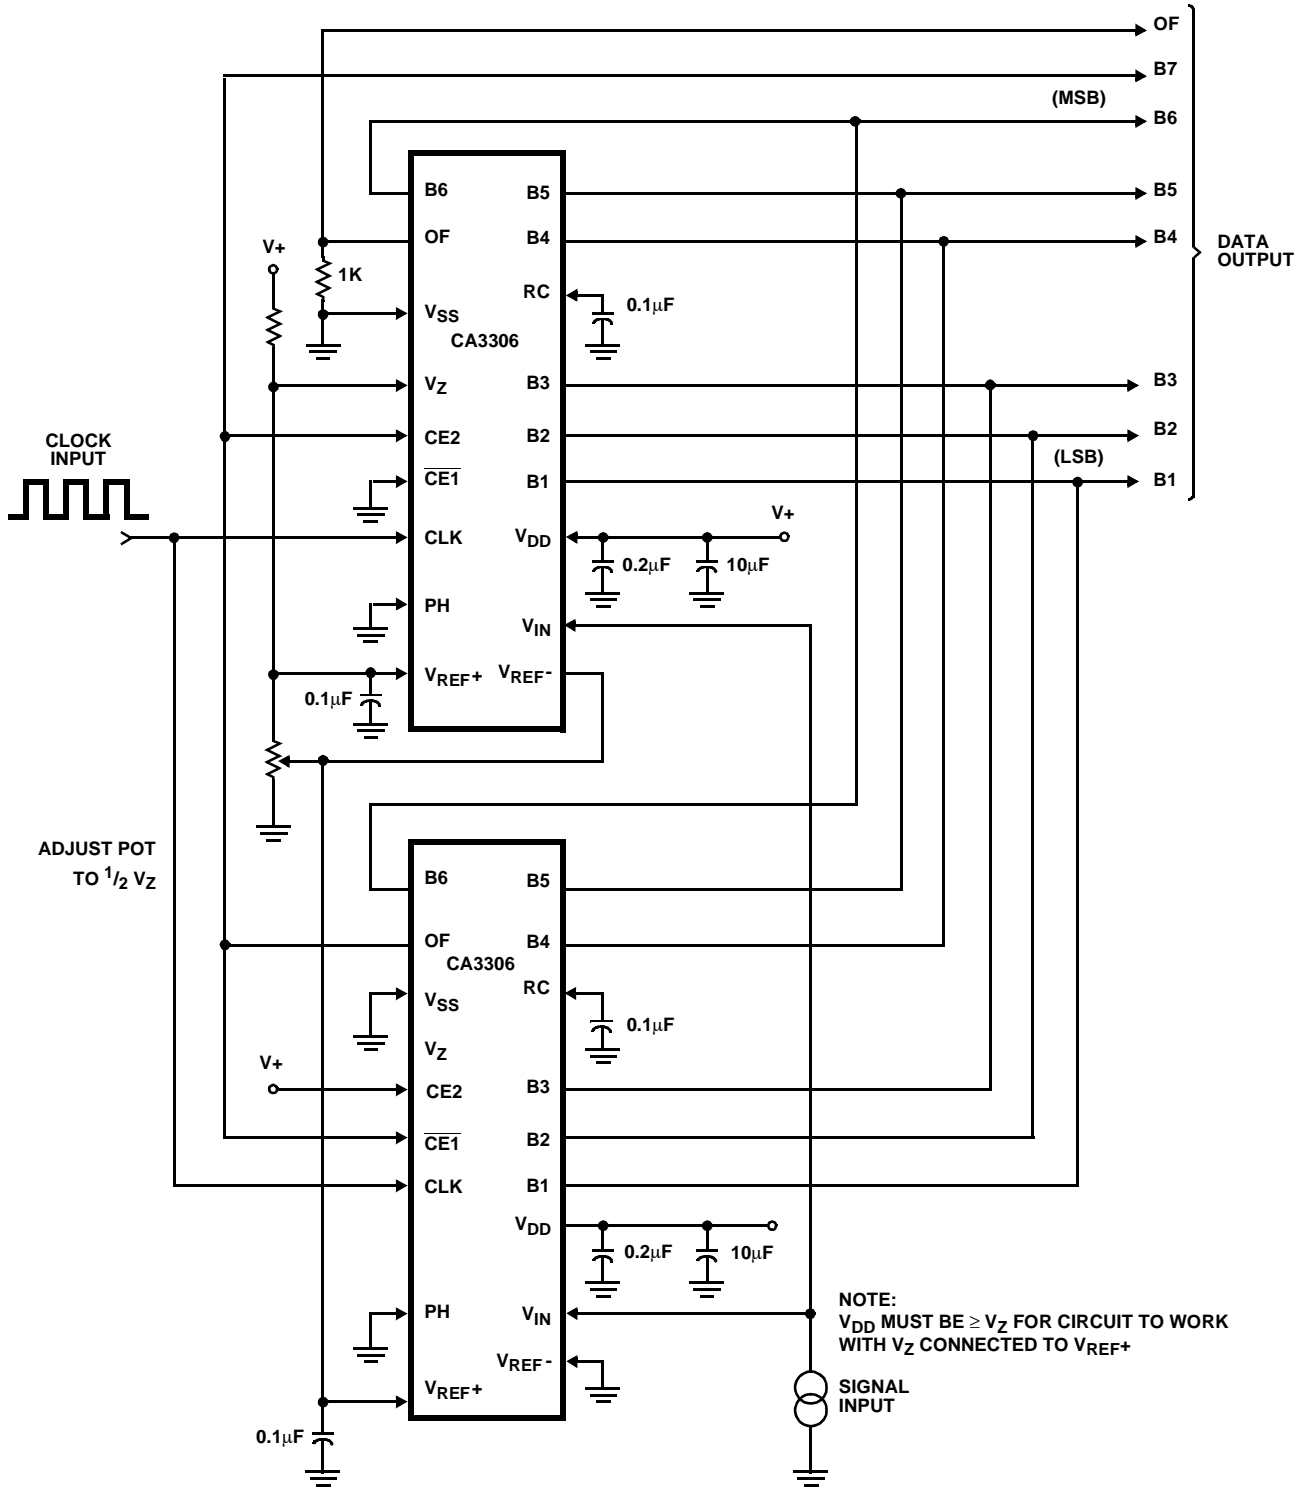 OF
B7
(MSB)
B6
B6
B5
B5
OF
B4
B4
DATA
OUTPUT
V+
1K
RC
0.1μF
VSS
CA3306
VZ
B3
B3
CLOCK
INPUT
CE2
B2
B2
(LSB)
CE1
B1
B1
V+
CLK
VDD
0.2μF
10μF
PH
VIN
VREF+
VREF-
0.1μF
ADJUST POT
TO 1/2 VZ
B6
B5
OF
B4
CA3306
RC
VSS
0.1μF
VZ
V+
CE2
B3
CE1
B2
CLK
B1
VDD
0.2μF
10μF
PH
VIN
NOTE:
VDD MUST BE ≥ VZ FOR CIRCUIT TO WORK
WITH VZ CONNECTED TO VREF+
VREF-
VREF+
SIGNAL
INPUT
0.1μF